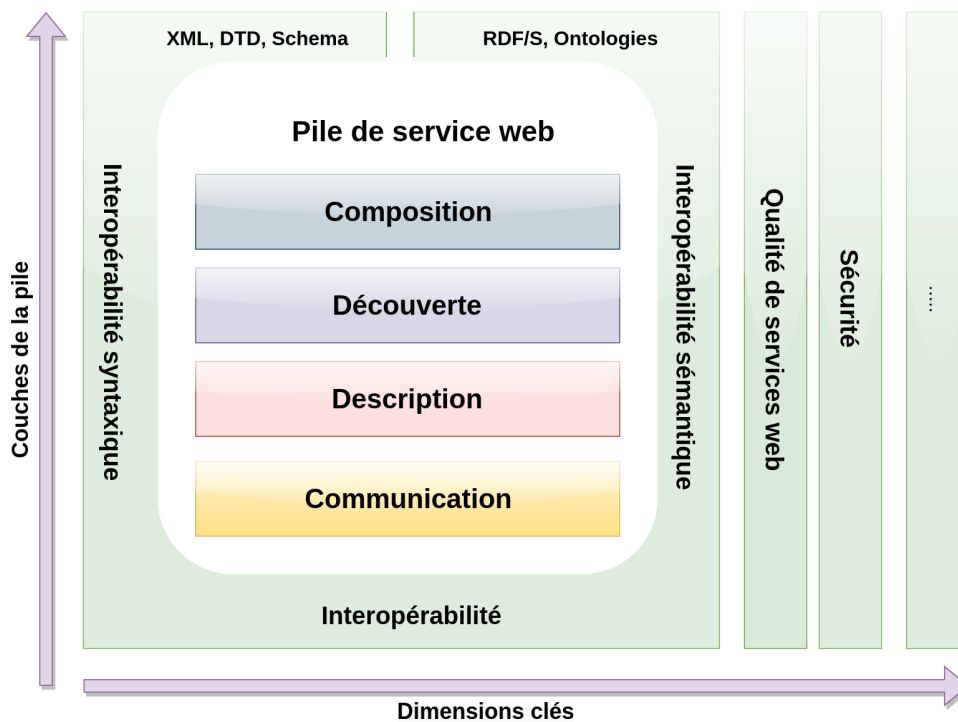 XML, DTD, Schema
RDF/S, Ontologies
Pile de service web
Composition
Découverte
Description
Communication
Interopérabilité
Interopérabilité syntaxique
Interopérabilité sémantique
Qualité de services web
Sécurité
......
Couches de la pile
Dimensions clés